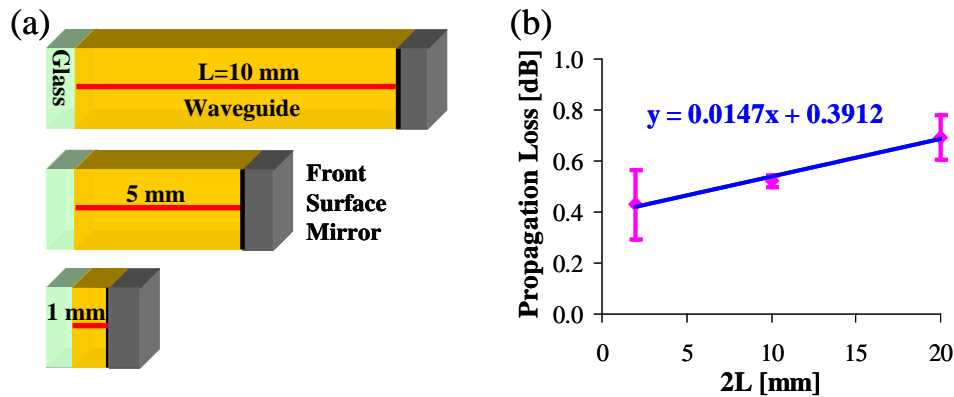 (a)
Glass
L=10 mm
Waveguide
5 mm
Front
Surface
Mirror
1 mm
(b)
Propagation Loss [dB]
1.0
0.8
0.6
0.4
0.2
0.0
y = 0.0147x + 0.3912
0 5 10 15 20
2L [mm]